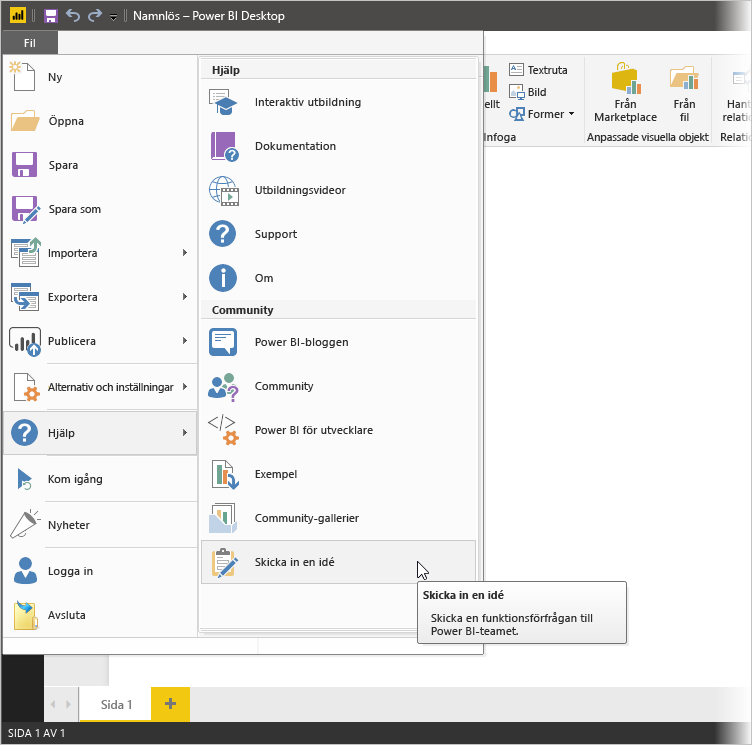 Namnlös – Power BI Desktop
Fil
Ny
Öppna
Spara
Spara som
Importera
Exportera
Publicera
Alternativ och inställningar
Hjälp
Kom igång
Nyheter
Logga in
Avsluta
Hjälp
Interaktiv utbildning
Dokumentation
Utbildningsvideor
Support
Om
Community
Power BI-bloggen
Community
Power BI för utvecklare
Exempel
Community-gallerier
Skicka in en idé
Skicka in en idé
Skicka en funktionsförfrågan till
Power BI-teamet.
ellt
Textruta
Bild
Former
Infoga
Från
Marketplace
Från
fil
Anpassade visuella objekt
Hant
relati
Relatio
Sida 1
SIDA 1 AV 1